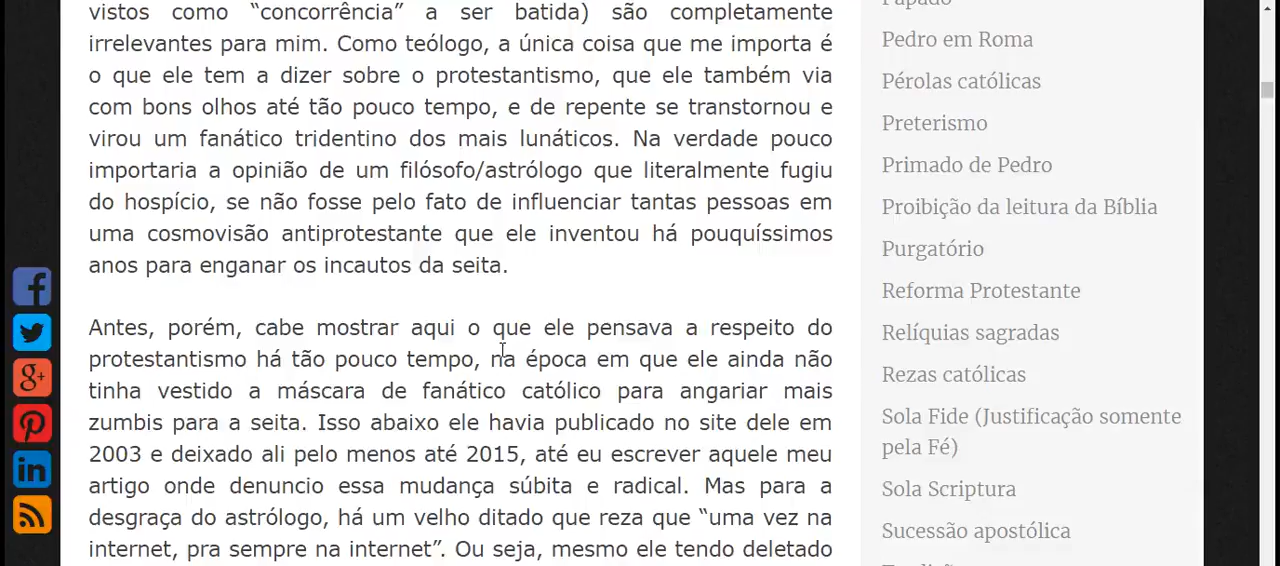 vistos como “concorrência” a ser batida) são completamente
irrelevantes para mim. Como teólogo, a única coisa que me importa é
o que ele tem a dizer sobre o protestantismo, que ele também via
com bons olhos até tão pouco tempo, e de repente se transtornou e
virou um fanático tridentino dos mais lunáticos. Na verdade pouco
importaria a opinião de um filósofo/astrólogo que literalmente fugiu
do hospício, se não fosse pelo fato de influenciar tantas pessoas em
uma cosmovisão antiprotestante que ele inventou há pouquíssimos
anos para enganar os incautos da seita.
Antes, porém, cabe mostrar aqui o que ele pensava a respeito do
protestantismo há tão pouco tempo, na época em que ele ainda não
tinha vestido a máscara de fanático católico para angariar mais
zumbis para a seita. Isso abaixo ele havia publicado no site dele em
2003 e deixado ali pelo menos até 2015, até eu escrever aquele meu
artigo onde denuncio essa mudança súbita e radical. Mas para a
desgraça do astrólogo, há um velho ditado que reza que “uma vez na
internet, pra sempre na internet”. Ou seja, mesmo ele tendo deletado
Papado
Pedro em Roma
Pérolas católicas
Preterismo
Primado de Pedro
Proibição da leitura da Bíblia
Purgatório
Reforma Protestante
Relíquias sagradas
Rezas católicas
Sola Fide (Justificação somente
pela Fé)
Sola Scriptura
Sucessão apostólica